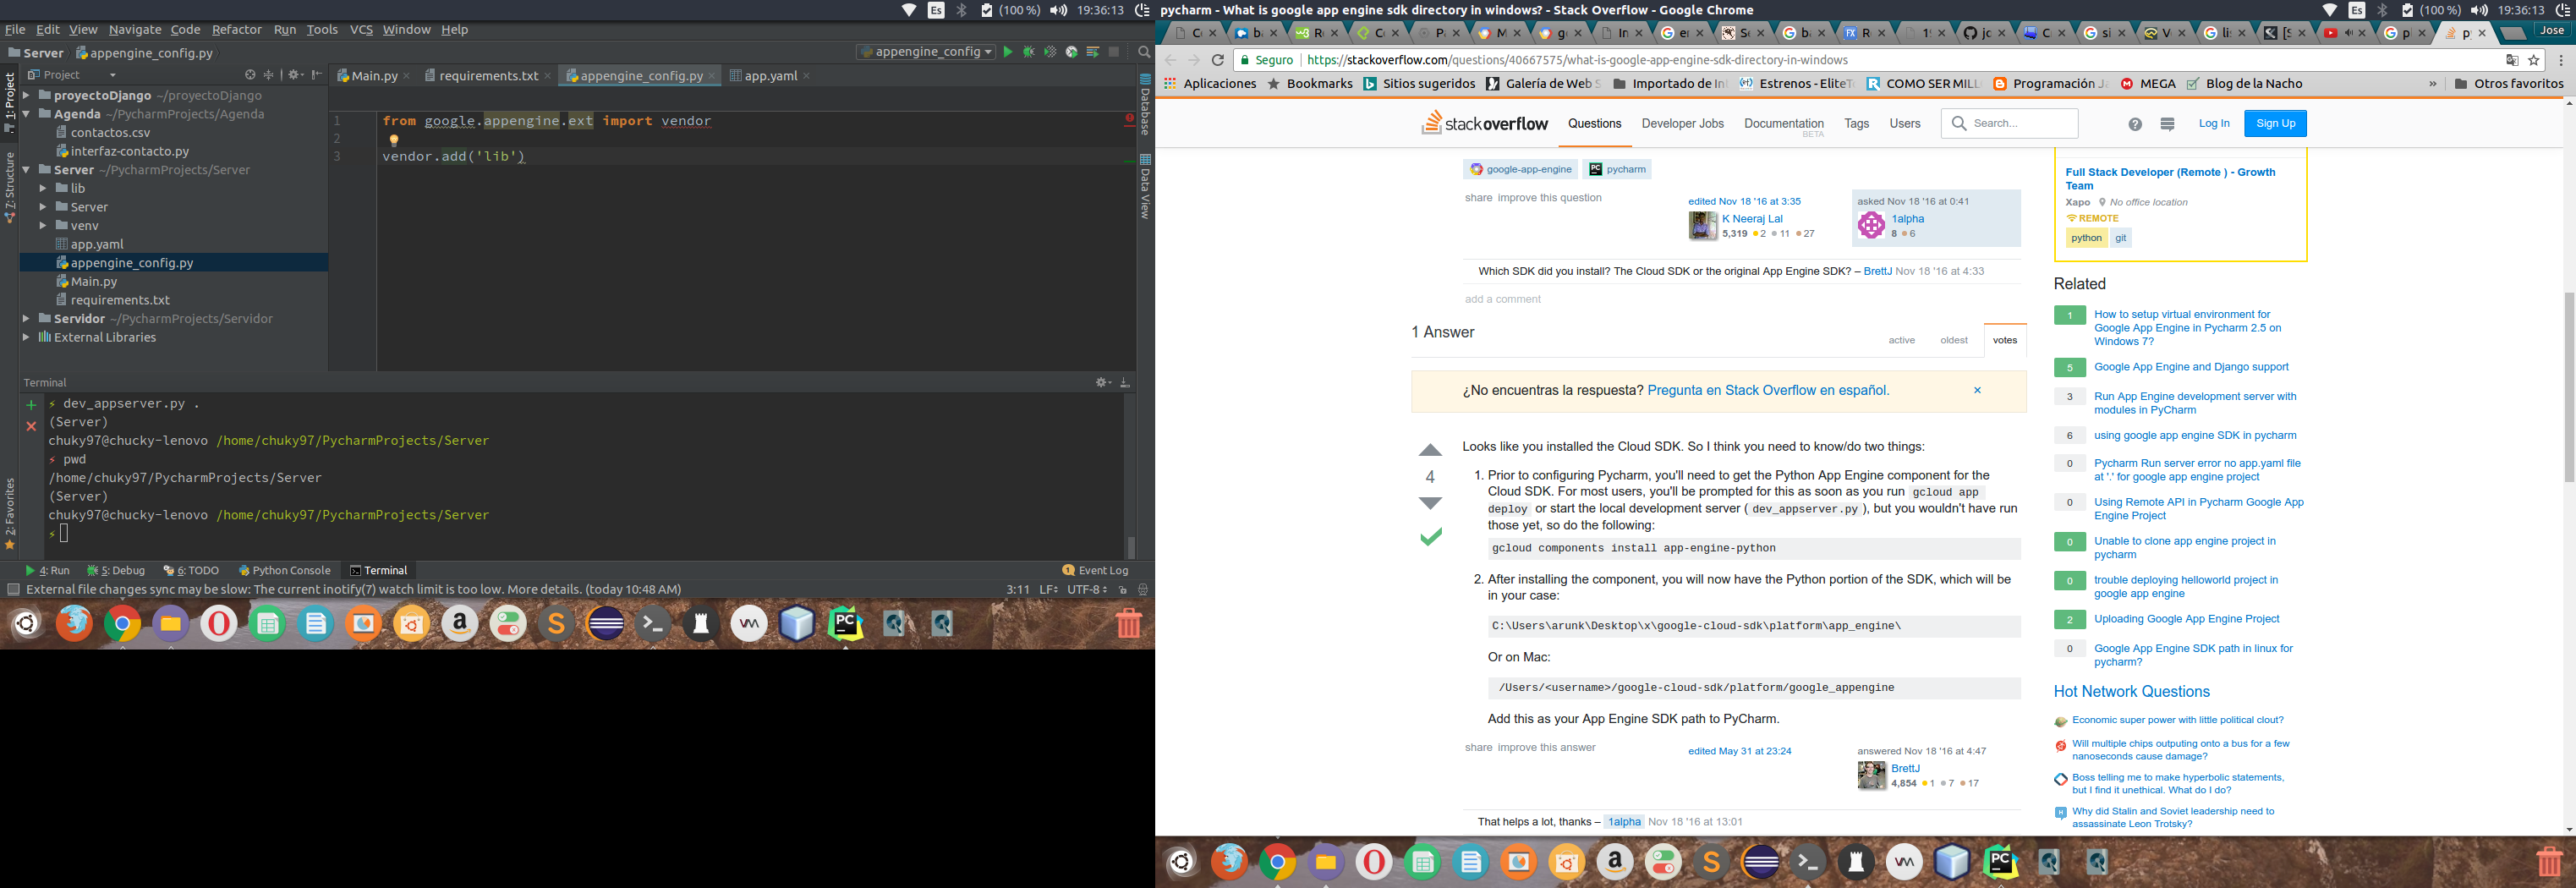 Es (100 %) 19:36:13
File Edit View Navigate Code Refactor Run Tools VCS Window Help
Server appengine_config.py
appengine_config
Project
Main.py requirements.txt appengine_config.py app.yaml
1: Project
7: Structure
2: Favorites
proyectoDjango ~/proyectoDjango
Agenda ~/PycharmProjects/Agenda
contactos.csv
interfaz-contacto.py
Server ~/PycharmProjects/Server
lib
Server
venv
app.yaml
appengine_config.py
Main.py
requirements.txt
Servidor ~/PycharmProjects/Servidor
External Libraries
1 from google.appengine.ext import vendor
2
3 vendor.add('lib')
Database
Data View
Terminal
⚡ dev_appserver.py .
(Server)
chuky97@chucky-lenovo /home/chuky97/PycharmProjects/Server
⚡ pwd
/home/chuky97/PycharmProjects/Server
(Server)
chuky97@chucky-lenovo /home/chuky97/PycharmProjects/Server
⚡
4: Run 5: Debug 6: TODO Python Console Terminal 1 Event Log
External file changes sync may be slow: The current inotify(7) watch limit is too low. More details. (today 10:48 AM) 3:11 LF÷ UTF-8÷
pycharm - What is google app engine sdk directory in windows? - Stack Overflow - Google Chrome Es (100 %) 19:36:13
Jose
Seguro https://stackoverflow.com/questions/40667575/what-is-google-app-engine-sdk-directory-in-windows
Aplicaciones Bookmarks Sitios sugeridos Galería de Web S Importado de In Estrenos - EliteT COMO SER MILL Programación Ja MEGA Blog de la Nacho » Otros favoritos
stackoverflow Questions Developer Jobs Documentation BETA Tags Users Search... Log In Sign Up
google-app-engine pycharm
share improve this question
edited Nov 18 '16 at 3:35
K Neeraj Lal
5,319 2 11 27
asked Nov 18 '16 at 0:41
1alpha
8 6
Which SDK did you install? The Cloud SDK or the original App Engine SDK? – BrettJ Nov 18 '16 at 4:33
add a comment
1 Answer
active oldest votes
¿No encuentras la respuesta? Pregunta en Stack Overflow en español. ×
4
Looks like you installed the Cloud SDK. So I think you need to know/do two things:
1. Prior to configuring Pycharm, you'll need to get the Python App Engine component for the
Cloud SDK. For most users, you'll be prompted for this as soon as you run gcloud app
deploy or start the local development server ( dev_appserver.py ), but you wouldn't have run
those yet, so do the following:
gcloud components install app-engine-python
2. After installing the component, you will now have the Python portion of the SDK, which will be
in your case:
C:\Users\arunk\Desktop\x\google-cloud-sdk\platform\app_engine\
Or on Mac:
/Users/<username>/google-cloud-sdk/platform/google_appengine
Add this as your App Engine SDK path to PyCharm.
share improve this answer
edited May 31 at 23:24
answered Nov 18 '16 at 4:47
BrettJ
4,854 1 7 17
That helps a lot, thanks – 1alpha Nov 18 '16 at 13:01
Full Stack Developer (Remote ) - Growth
Team
Xapo No office location
REMOTE
python git
Related
1 How to setup virtual environment for
Google App Engine in Pycharm 2.5 on
Windows 7?
5 Google App Engine and Django support
3 Run App Engine development server with
modules in PyCharm
6 using google app engine SDK in pycharm
0 Pycharm Run server error no app.yaml file
at '.' for google app engine project
0 Using Remote API in Pycharm Google App
Engine Project
0 Unable to clone app engine project in
pycharm
0 trouble deploying helloworld project in
google app engine
2 Uploading Google App Engine Project
0 Google App Engine SDK path in linux for
pycharm?
Hot Network Questions
Economic super power with little political clout?
Will multiple chips outputing onto a bus for a few
nanoseconds cause damage?
Boss telling me to make hyperbolic statements,
but I find it unethical. What do I do?
Why did Stalin and Soviet leadership need to
assassinate Leon Trotsky?